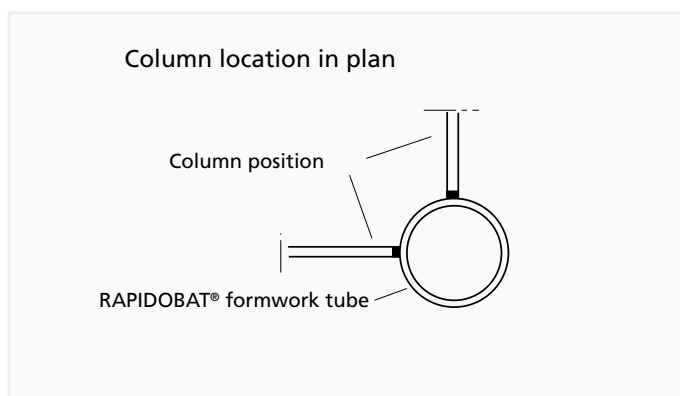 Column location in plan
Column position
RAPIDOBAT® formwork tube